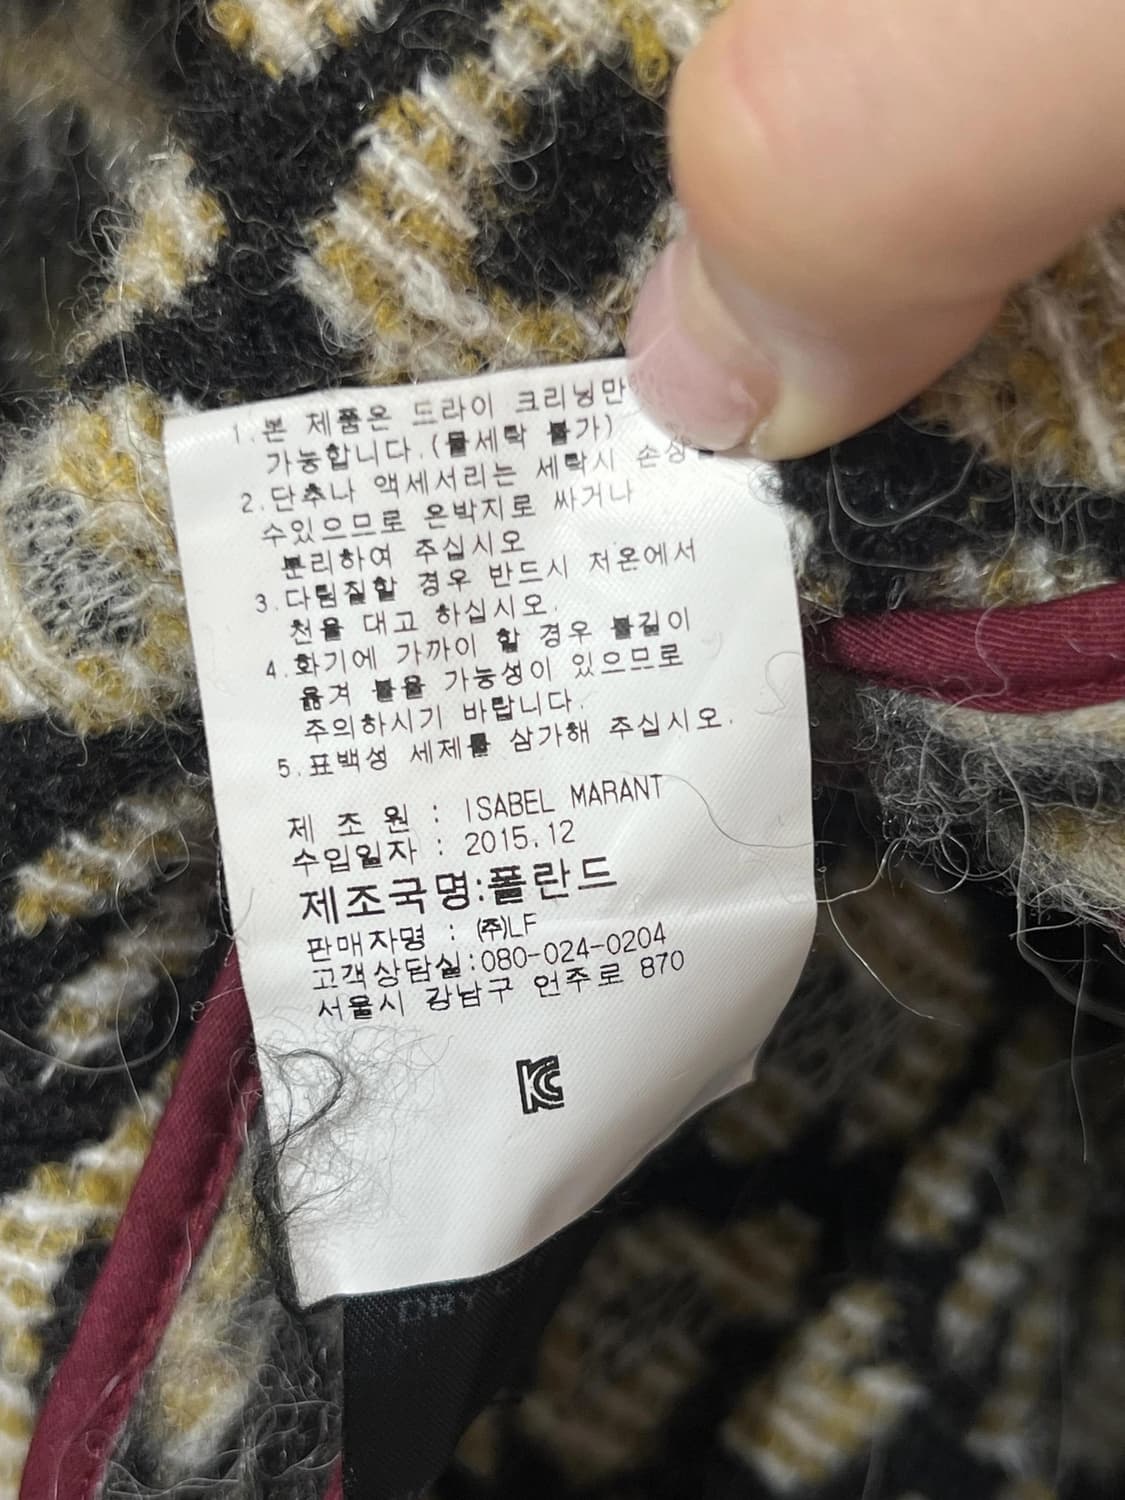 1.본 제품은 드라이 크리닝만
가능합니다.(물세탁 불가)
2.단추나 액세서리는 세탁시 손상
수있으므로 은박지로 싸거나
분리하여 주십시오
3.다림질할 경우 반드시 저온에서
천을 대고 하십시오.
4.화기에 가까이 할 경우 불길이
옮겨 붙을 가능성이 있으므로
주의하시기 바랍니다.
5.표백성 세제를 삼가해 주십시오.
제 조 원 : ISABEL MARANT
수입일자 : 2015.12
제조국명:폴란드
판매자명 : ㈜LF
고객상담실:080-024-0204
서울시 강남구 언주로 870
KC
DRY